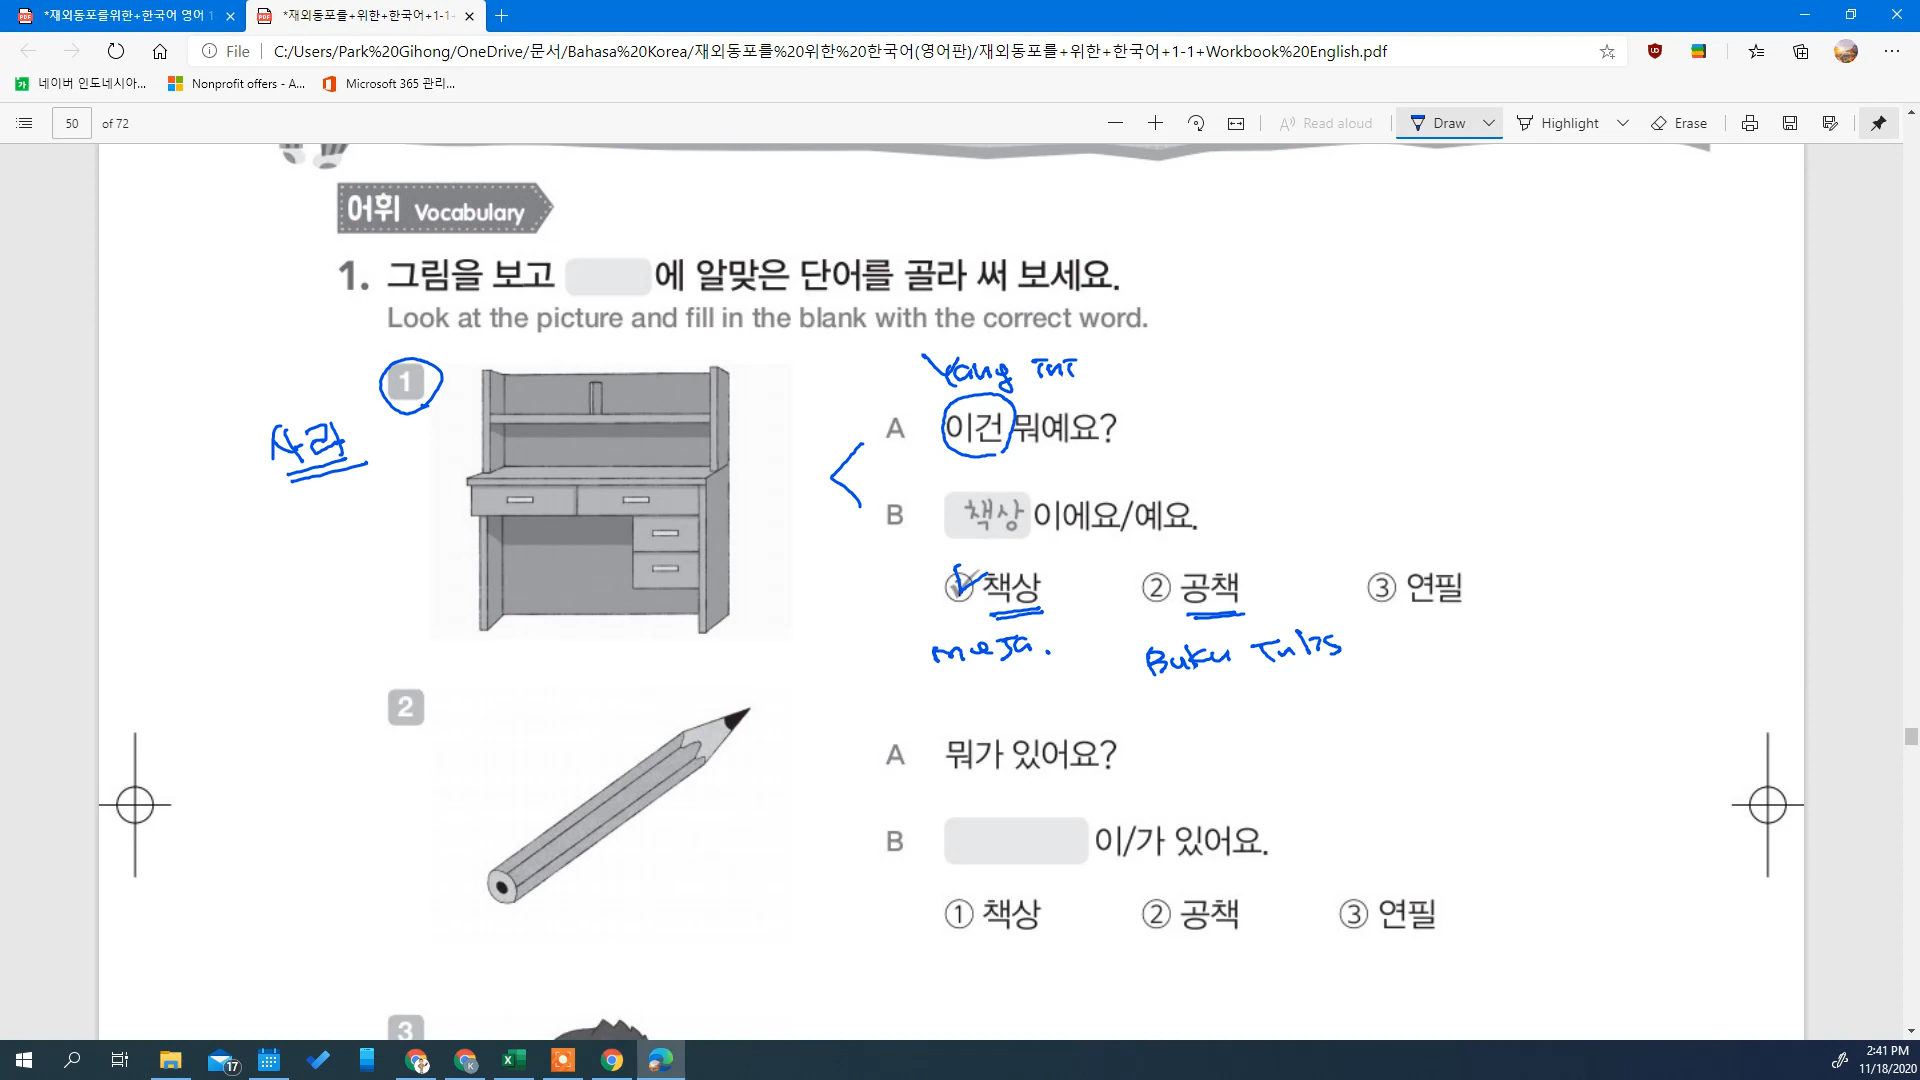 *재외동포를위한+한국어 영어 1
*재외동포를+위한+한국어+1-1-
File
C:/Users/Park%20Gihong/OneDrive/문서/Bahasa%20Korea/재외동포를%20위한%20한국어(영어판)/재외동포를+위한+한국어+1-1+Workbook%20English.pdf
네이버 인도네시아...
Nonprofit offers - A...
Microsoft 365 관리...
50 of 72
Read aloud
Draw
Highlight
Erase
어휘 Vocabulary
1. 그림을 보고 에 알맞은 단어를 골라 써 보세요.
Look at the picture and fill in the blank with the correct word.
1
사라
Yang ini
A 이건 뭐예요?
B 책상 이에요/예요.
① 책상 ② 공책 ③ 연필
meja. Buku Tulis
2
A 뭐가 있어요?
B 이/가 있어요.
① 책상 ② 공책 ③ 연필
3
17
2:41 PM
11/18/2020